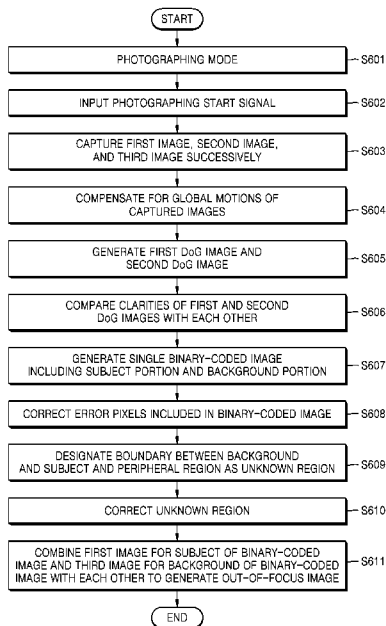 START
PHOTOGRAPHING MODE
S601
INPUT PHOTOGRAPHING START SIGNAL
S602
CAPTURE FIRST IMAGE, SECOND IMAGE,
AND THIRD IMAGE SUCCESSIVELY
S603
COMPENSATE FOR GLOBAL MOTIONS OF
CAPTURED IMAGES
S604
GENERATE FIRST DoG IMAGE AND
SECOND DoG IMAGE
S605
COMPARE CLARITIES OF FIRST AND SECOND
DoG IMAGES WITH EACH OTHER
S606
GENERATE SINGLE BINARY-CODED IMAGE
INCLUDING SUBJECT PORTION AND BACKGROUND PORTION
S607
CORRECT ERROR PIXELS INCLUDED IN BINARY-CODED IMAGE
S608
DESIGNATE BOUNDARY BETWEEN BACKGROUND
AND SUBJECT AND PERIPHERAL REGION AS UNKNOWN REGION
S609
CORRECT UNKNOWN REGION
S610
COMBINE FIRST IMAGE FOR SUBJECT OF BINARY-CODED
IMAGE AND THIRD IMAGE FOR BACKGROUND OF BINARY-CODED
IMAGE WITH EACH OTHER TO GENERATE OUT-OF-FOCUS IMAGE
S611
END